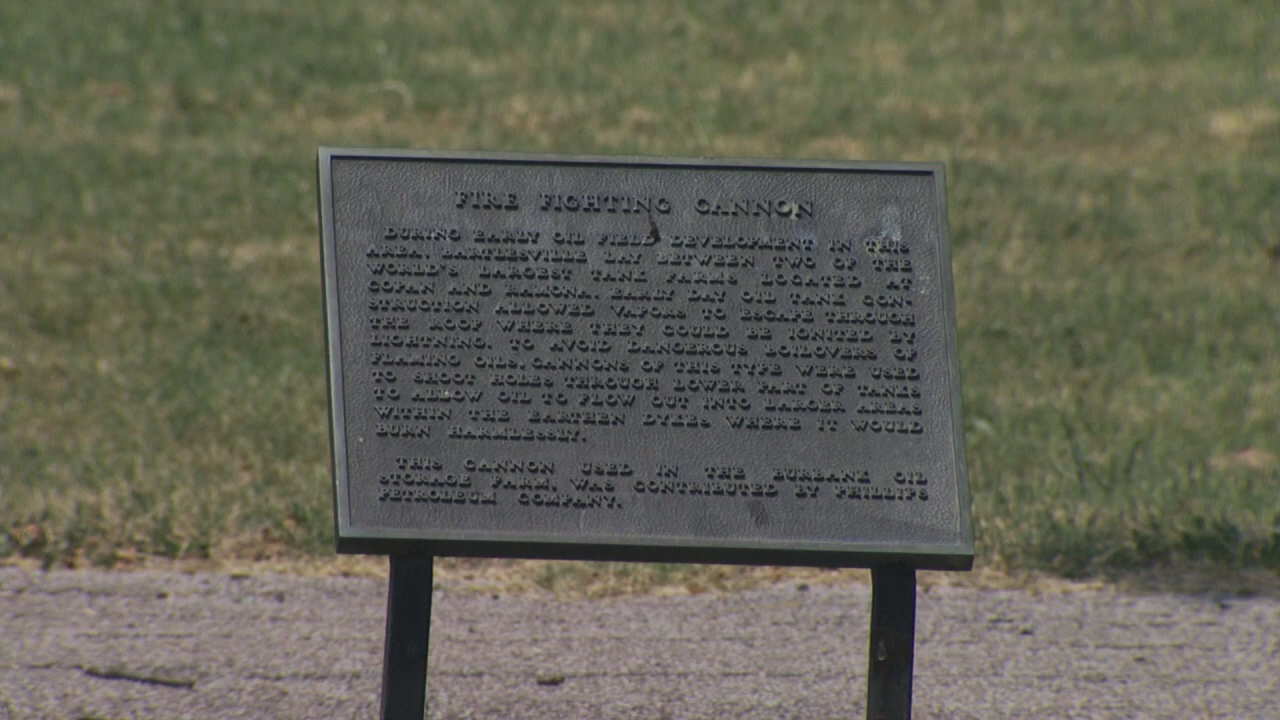 FIRE FIGHTING CANNON
DURING EARLY OIL FIELD DEVELOPMENT IN THIS
AREA, BARTLESVILLE LAY BETWEEN TWO OF THE
WORLD'S LARGEST TANK FARMS LOCATED AT
COPAN AND RAMONA. EARLY DAY OIL TANK CON-
STRUCTION ALLOWED VAPORS TO ESCAPE THROUGH
THE ROOF WHERE THEY COULD BE IGNITED BY
LIGHTNING. TO AVOID DANGEROUS BOILOVERS OF
FLAMING OILS, CANNONS OF THIS TYPE WERE USED
TO SHOOT HOLES THROUGH LOWER PART OF TANKS
TO ALLOW OIL TO FLOW OUT INTO LARGER AREAS
WITHIN THE EARTHEN DYKES WHERE IT WOULD
BURN HARMLESSLY.
THIS CANNON USED IN THE BURBANK OIL
STORAGE FARM, WAS CONTRIBUTED BY PHILLIPS
PETROLEUM COMPANY.